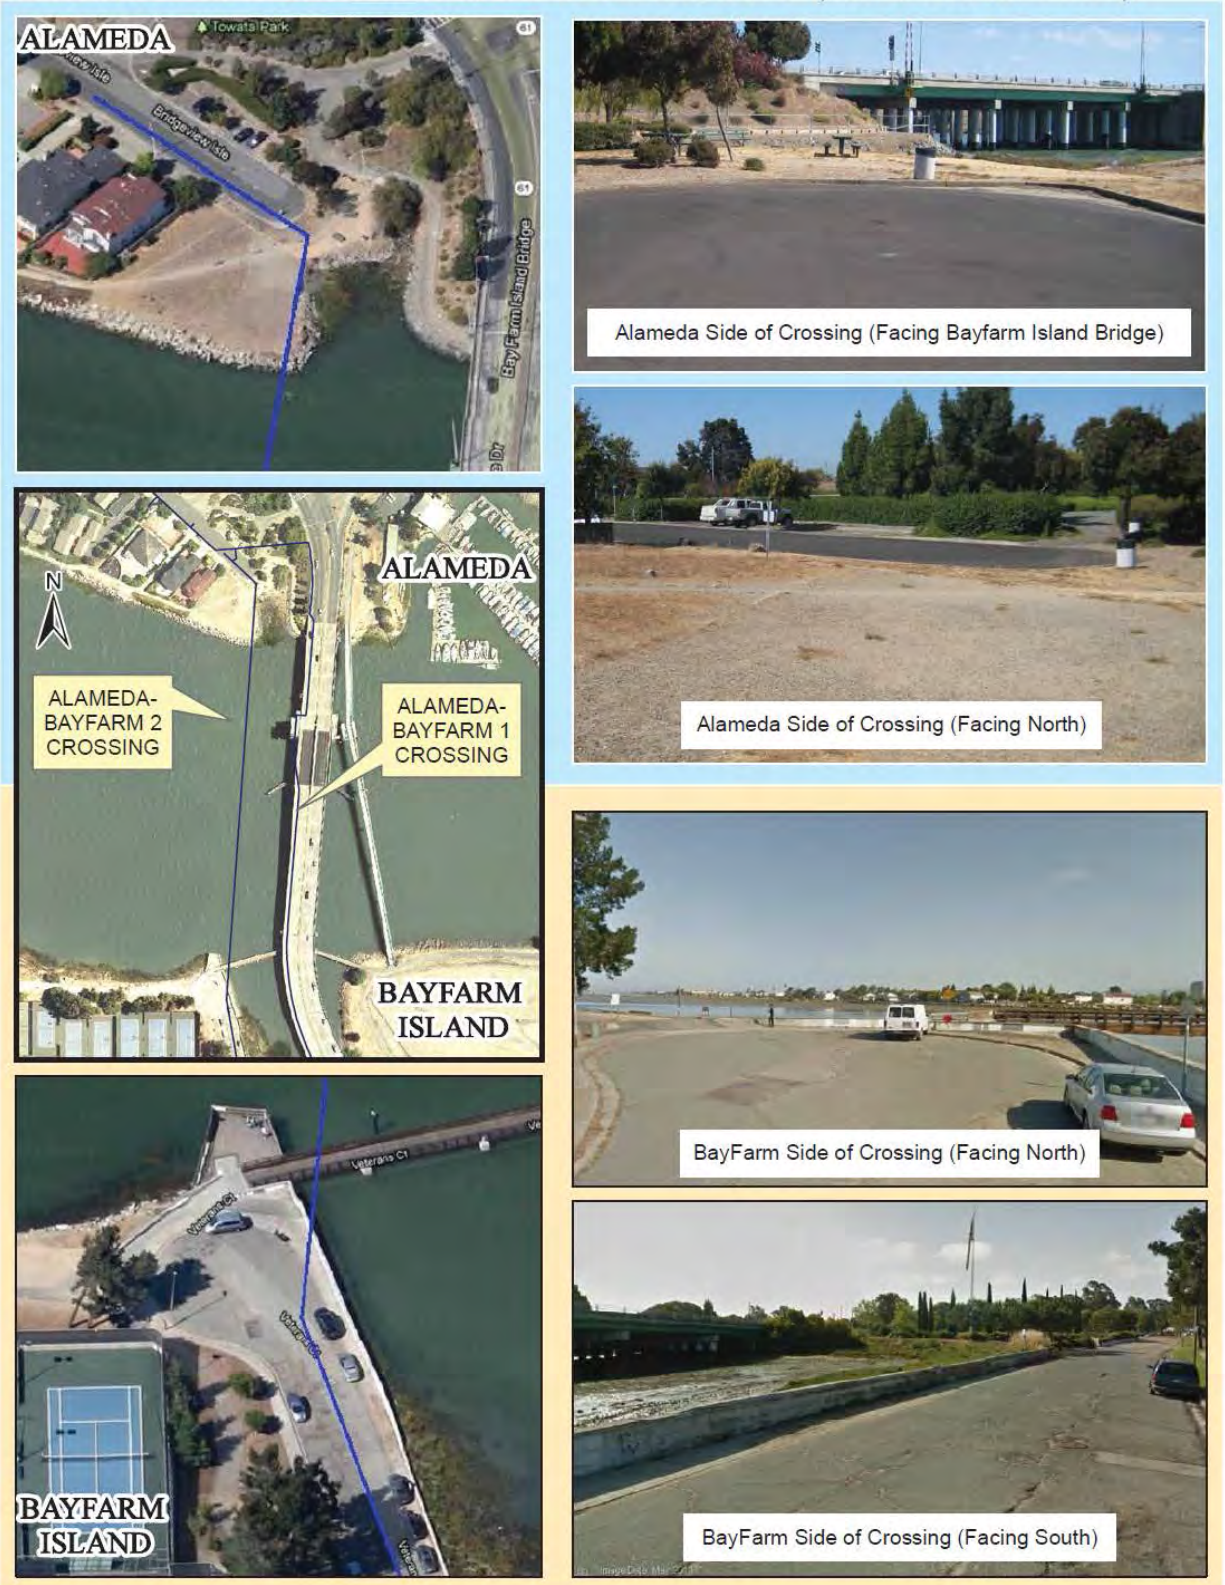 ALAMEDA
Towata Park
61
Bridgeview Isle
61
Bay Farm Island Bridge
e Dr
Alameda Side of Crossing (Facing Bayfarm Island Bridge)
Alameda Side of Crossing (Facing North)
N
ALAMEDA
ALAMEDA-
BAYFARM 2
CROSSING
ALAMEDA-
BAYFARM 1
CROSSING
BAYFARM
ISLAND
BayFarm Side of Crossing (Facing North)
Veterans Ct
Ve
Veterans Ct
BAYFARM
ISLAND
BayFarm Side of Crossing (Facing South)